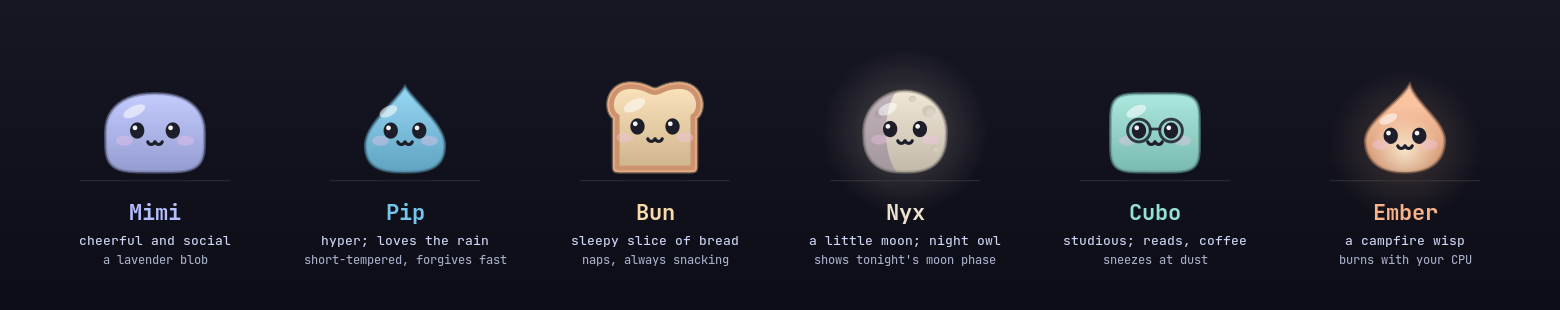 Mimi
cheerful and social
a lavender blob
Pip
hyper; loves the rain
short-tempered, forgives fast
Bun
sleepy slice of bread
naps, always snacking
Nyx
a little moon; night owl
shows tonight's moon phase
Cubo
studious; reads, coffee
sneezes at dust
Ember
a campfire wisp
burns with your CPU